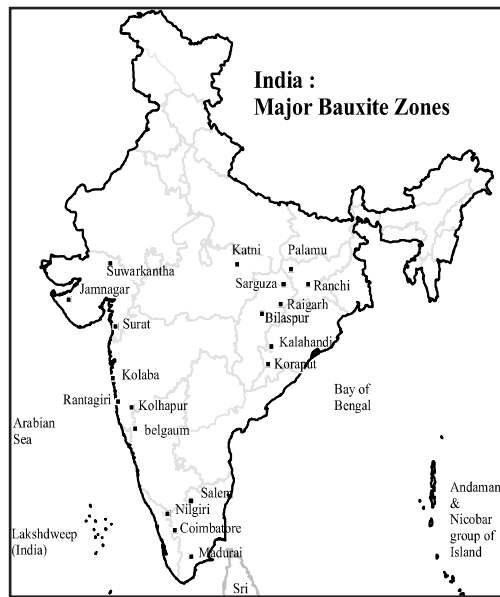 India :
Major Bauxite Zones
Katni
Palamu
Suwarkantha
Sarguza
Ranchi
Jamnagar
Raigarh
Bilaspur
Surat
Kalahandi
Koraput
Kolaba
Bay of
Bengal
Rantagiri
Kolhapur
Arabian
Sea
belgaum
Salem
Andaman
&
Nicobar
group of
Island
Nilgiri
Lakshdweep
(India)
Coimbatore
Madurai
Sri